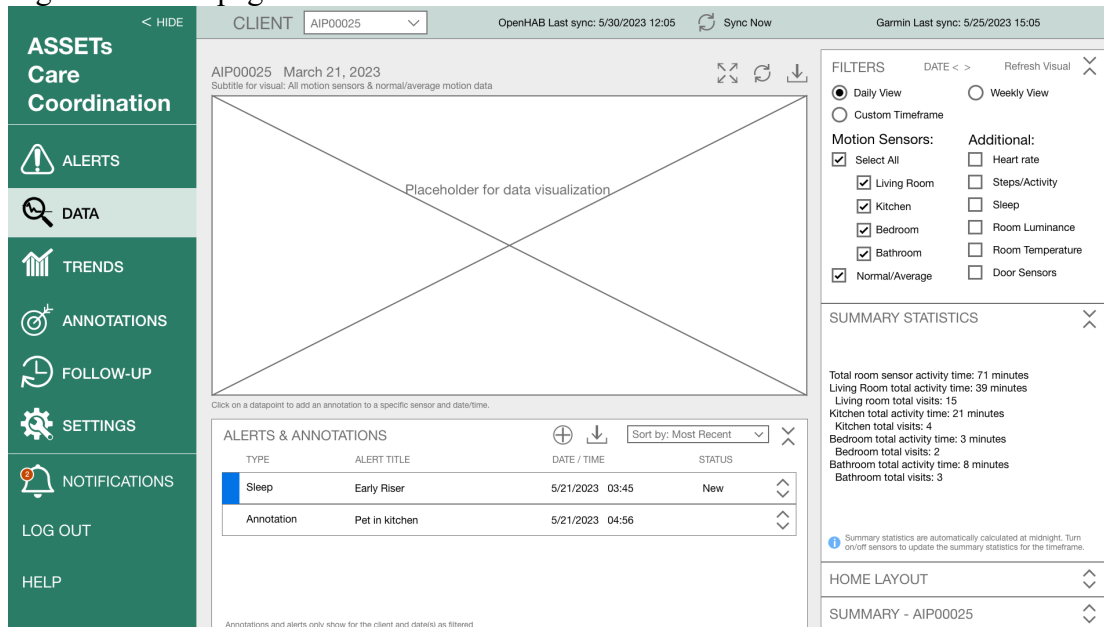 < HIDE
ASSETs
Care
Coordination
ALERTS
DATA
TRENDS
ANNOTATIONS
FOLLOW-UP
SETTINGS
2
NOTIFICATIONS
LOG OUT
HELP
CLIENT AIP00025 OpenHAB Last sync: 5/30/2023 12:05 Sync Now Garmin Last sync: 5/25/2023 15:05
AIP00025 March 21, 2023
Subtitle for visual: All motion sensors & normal/average motion data
Placeholder for data visualization
Click on a datapoint to add an annotation to a specific sensor and date/time.
ALERTS & ANNOTATIONS Sort by: Most Recent
TYPE ALERT TITLE DATE / TIME STATUS
Sleep Early Riser 5/21/2023 03:45 New
Annotation Pet in kitchen 5/21/2023 04:56
Annotations and alerts only show for the client and date(s) as filtered
FILTERS DATE < > Refresh Visual
Daily View Weekly View
Custom Timeframe
Motion Sensors: Additional:
Select All Heart rate
Living Room Steps/Activity
Kitchen Sleep
Bedroom Room Luminance
Bathroom Room Temperature
Normal/Average Door Sensors
SUMMARY STATISTICS
Total room sensor activity time: 71 minutes
Living Room total activity time: 39 minutes
Living room total visits: 15
Kitchen total activity time: 21 minutes
Kitchen total visits: 4
Bedroom total activity time: 3 minutes
Bedroom total visits: 2
Bathroom total activity time: 8 minutes
Bathroom total visits: 3
Summary statistics are automatically calculated at midnight. Turn
on/off sensors to update the summary statistics for the timeframe.
HOME LAYOUT
SUMMARY - AIP00025